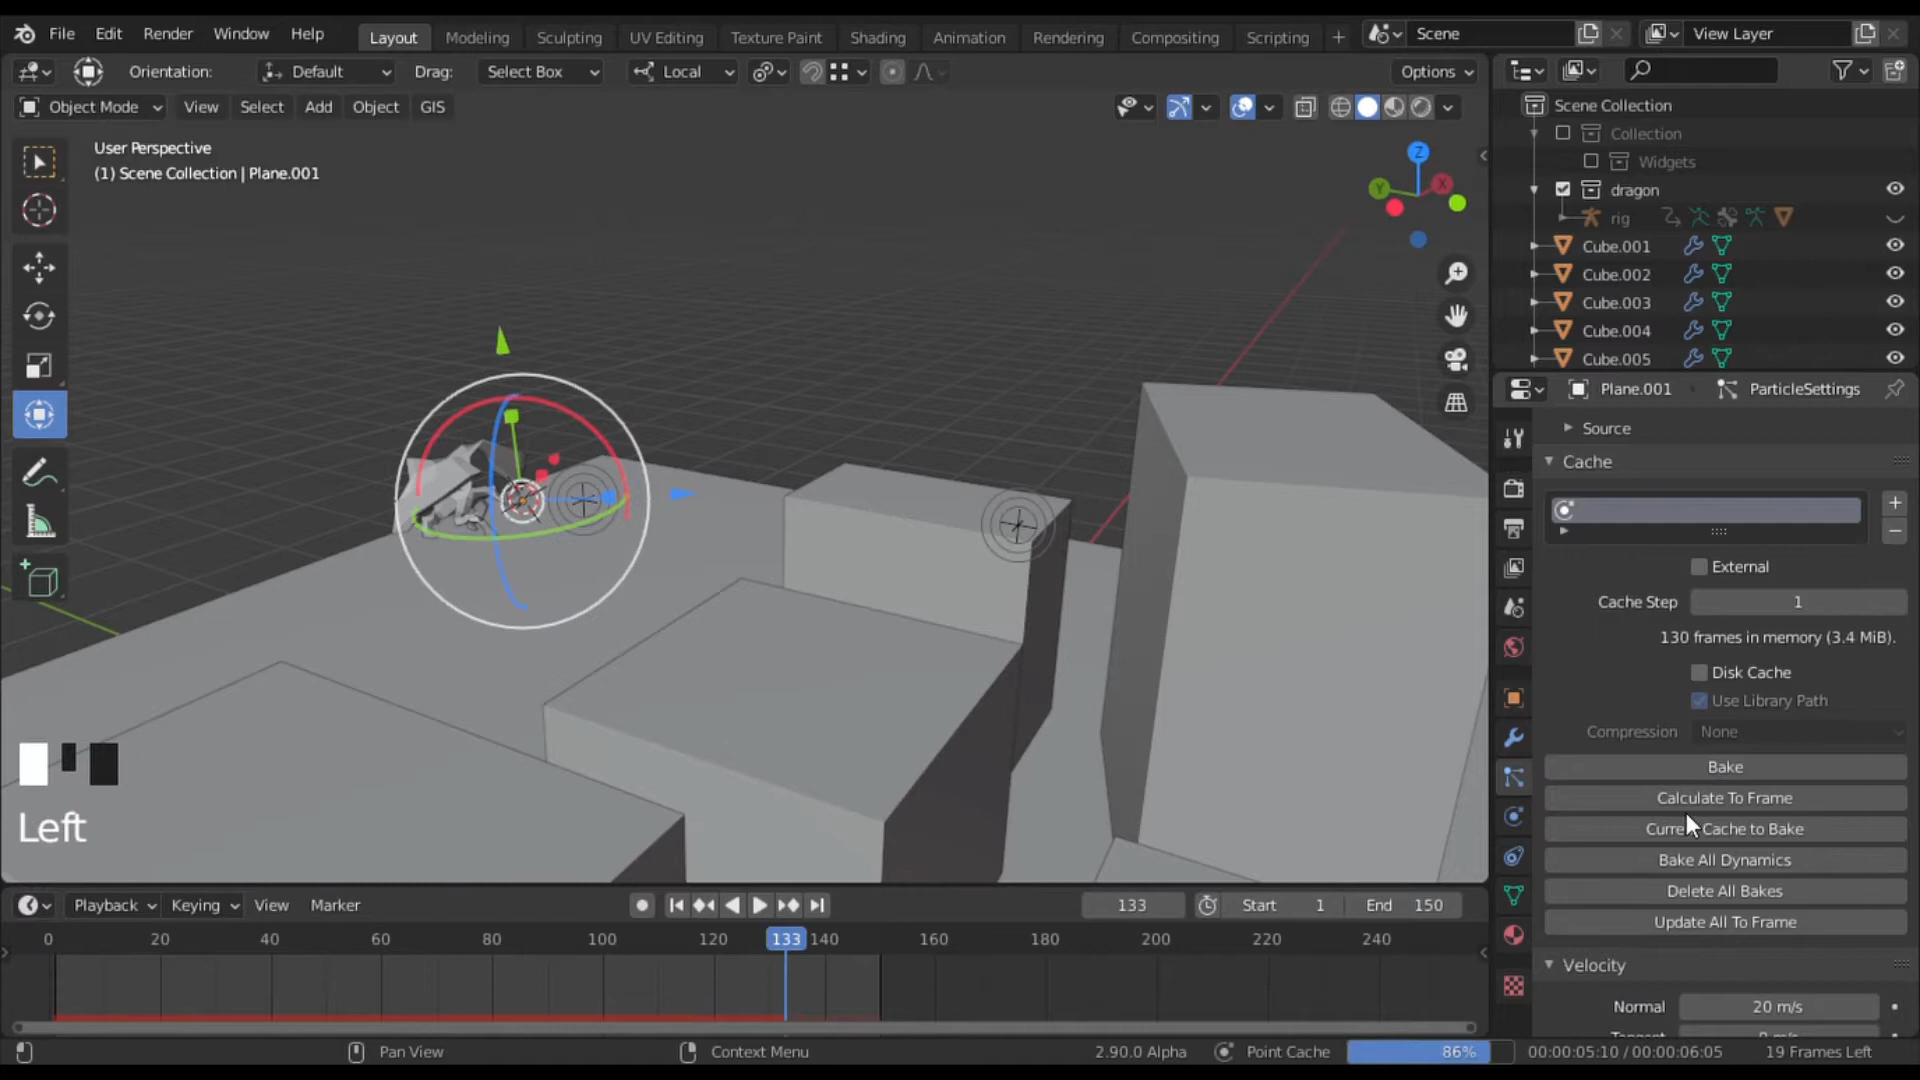 File Edit Render Window Help Layout Modeling Sculpting UV Editing Texture Paint Shading Animation Rendering Compositing Scripting + Scene View Layer
Orientation: Default Drag: Select Box Local Options
Object Mode View Select Add Object GIS
User Perspective
(1) Scene Collection | Plane.001
Z
Y
X
Left
Scene Collection
Collection
Widgets
dragon
rig
Cube.001
Cube.002
Cube.003
Cube.004
Cube.005
Plane.001 ParticleSettings
Source
Cache
External
Cache Step 1
130 frames in memory (3.4 MiB).
Disk Cache
Use Library Path
Compression None
Bake
Calculate To Frame
Cache to Bake
Bake All Dynamics
Delete All Bakes
Update All To Frame
Velocity
Normal 20 m/s
Playback Keying View Marker 133 Start 1 End 150
0 20 40 60 80 100 120 133 140 160 180 200 220 240
Pan View Context Menu 2.90.0 Alpha Point Cache 86% 00:00:05:10 / 00:00:06:05 19 Frames Left